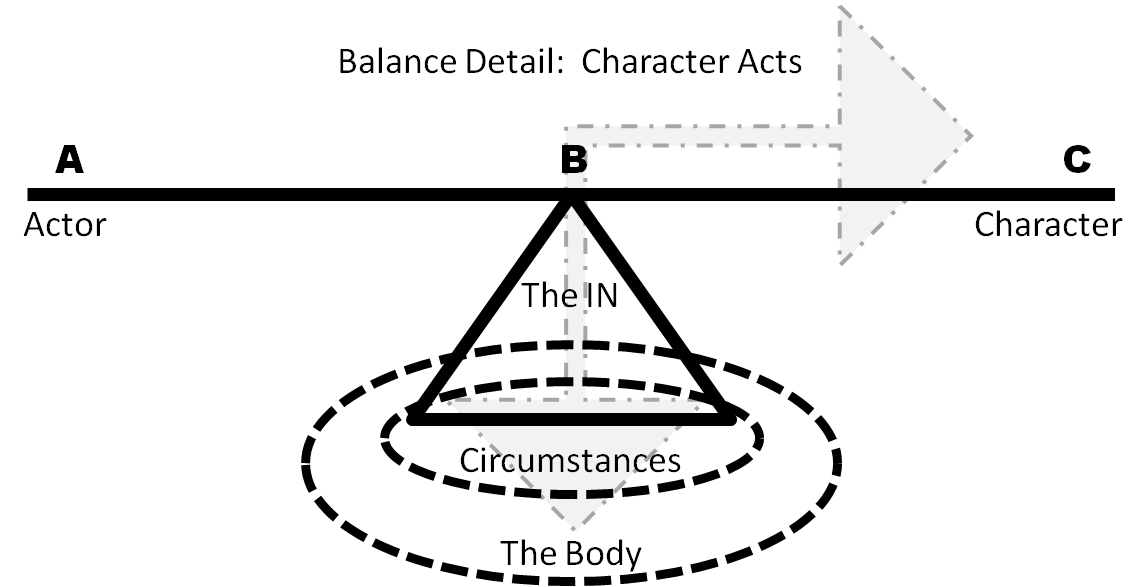 Balance Detail:  Character Acts
A
B
C
Actor
Character
The IN
Circumstances
The Body